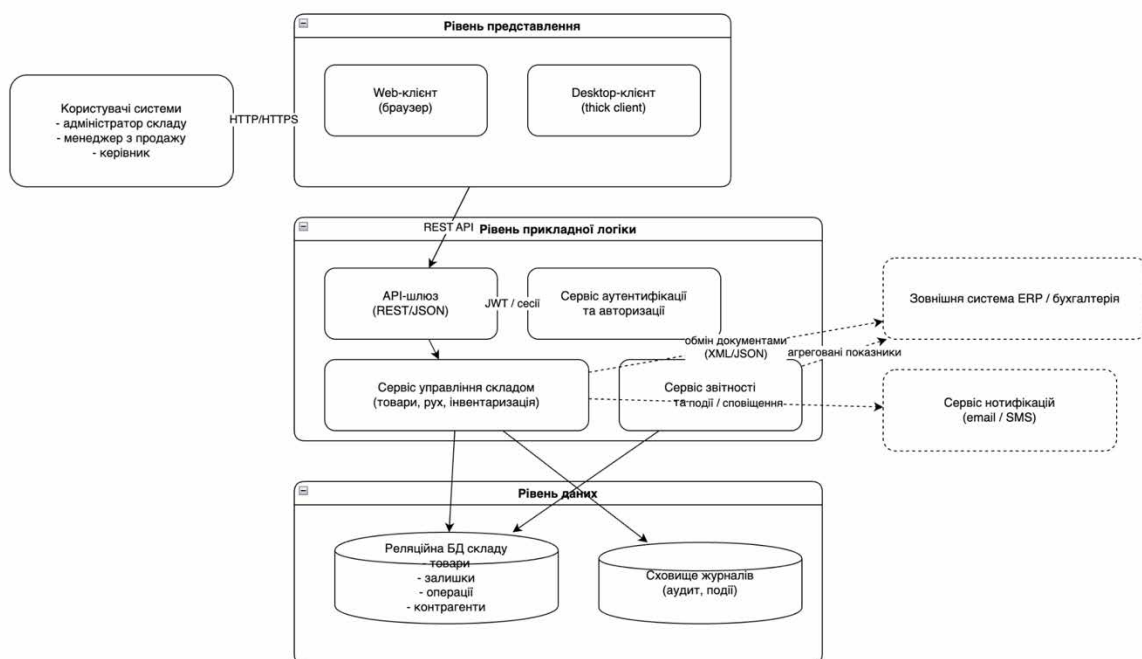 Рівень представлення
Web-клієнт
(браузер)
Desktop-клієнт
(thick client)
Користувачі системи
- адміністратор складу
- менеджер з продажу
- керівник
HTTP/HTTPS
REST API
Рівень прикладної логіки
API-шлюз
(REST/JSON)
JWT / сесії
Сервіс аутентифікації
та авторизації
Зовнішня система ERP / бухгалтерія
обмін документами
(XML/JSON)
агреговані показники
Сервіс управління складом
(товари, рух, інвентаризація)
Сервіс звітності
та
події / сповіщення
Сервіс нотифікацій
(email / SMS)
Рівень даних
Реляційна БД складу
- товари
- залишки
- операції
- контрагенти
Сховище журналів
(аудит, події)